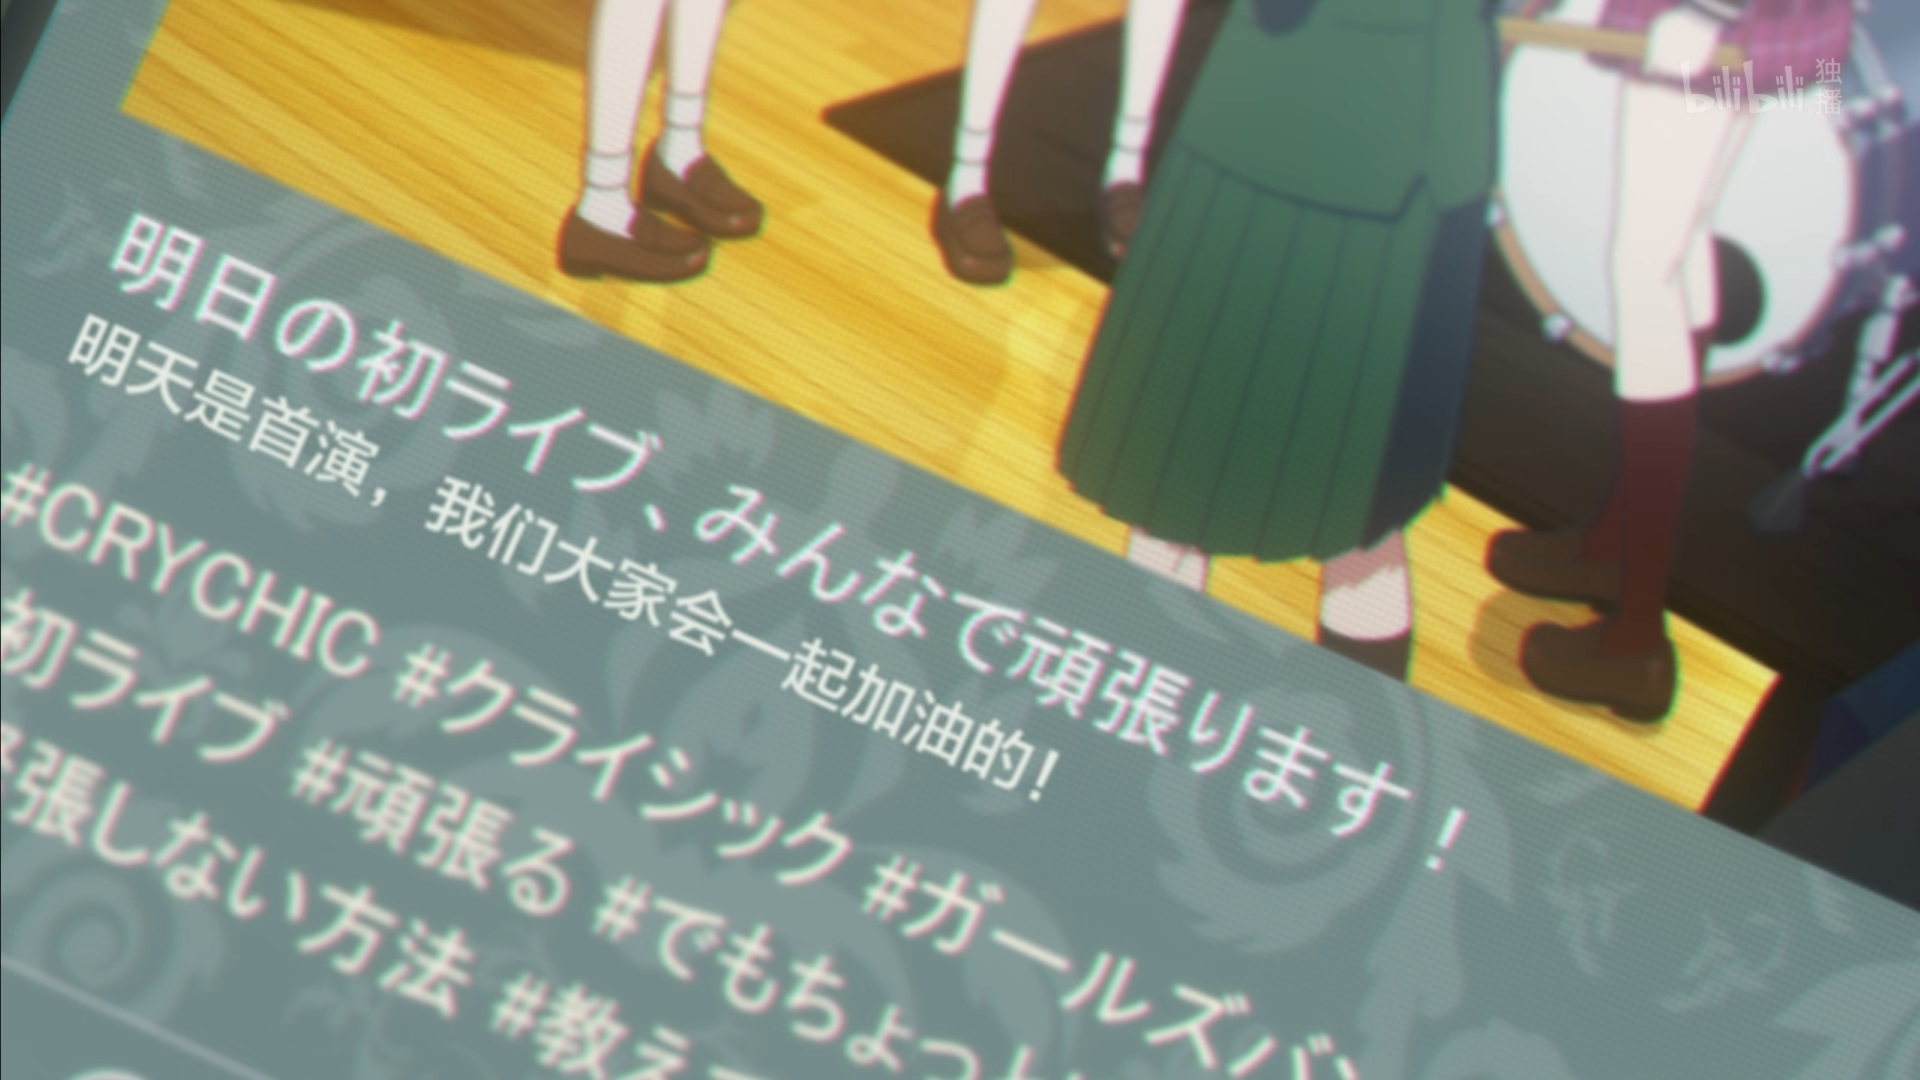 bilibili 独播
明日の初ライブ、みんなで頑張ります！
明天是首演，我们大家会一起加油的！
#CRYCHIC #クライシック #ガールズバン
初ライブ #頑張る #でもちょっ
張しない方法 #教え